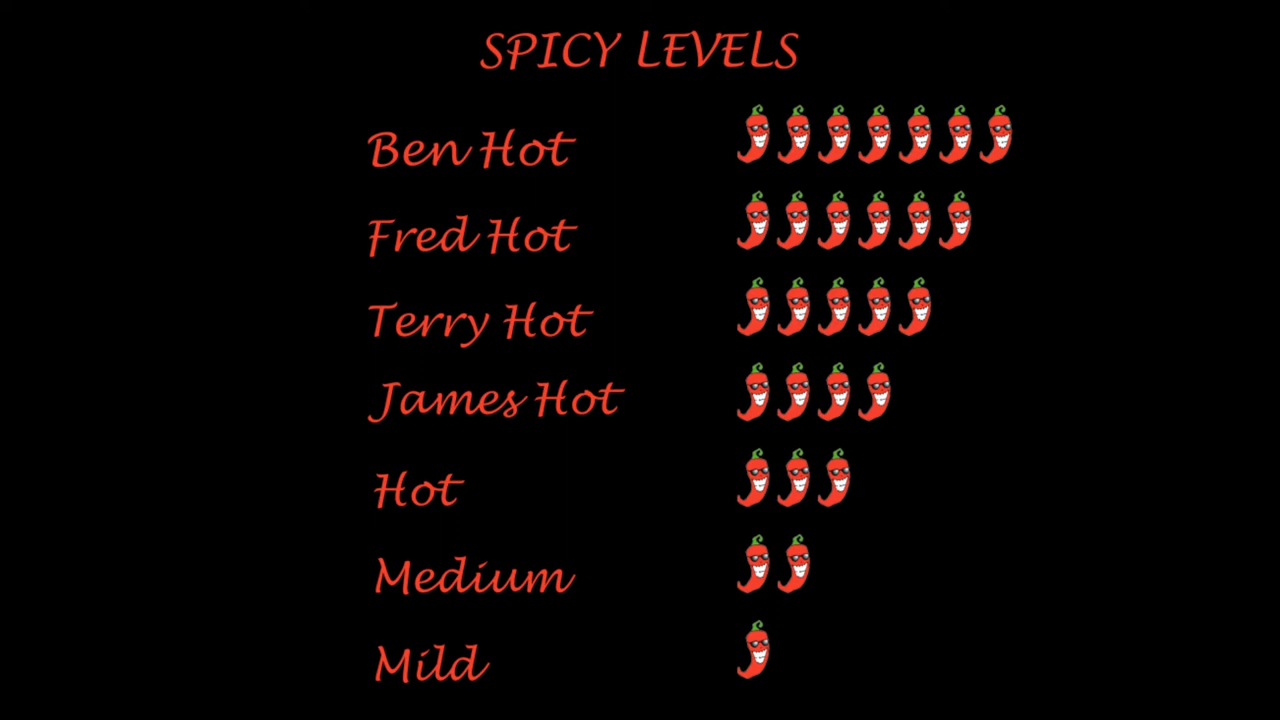 SPICY LEVELS
Ben Hot
Fred Hot
Terry Hot
James Hot
Hot
Medium
Mild